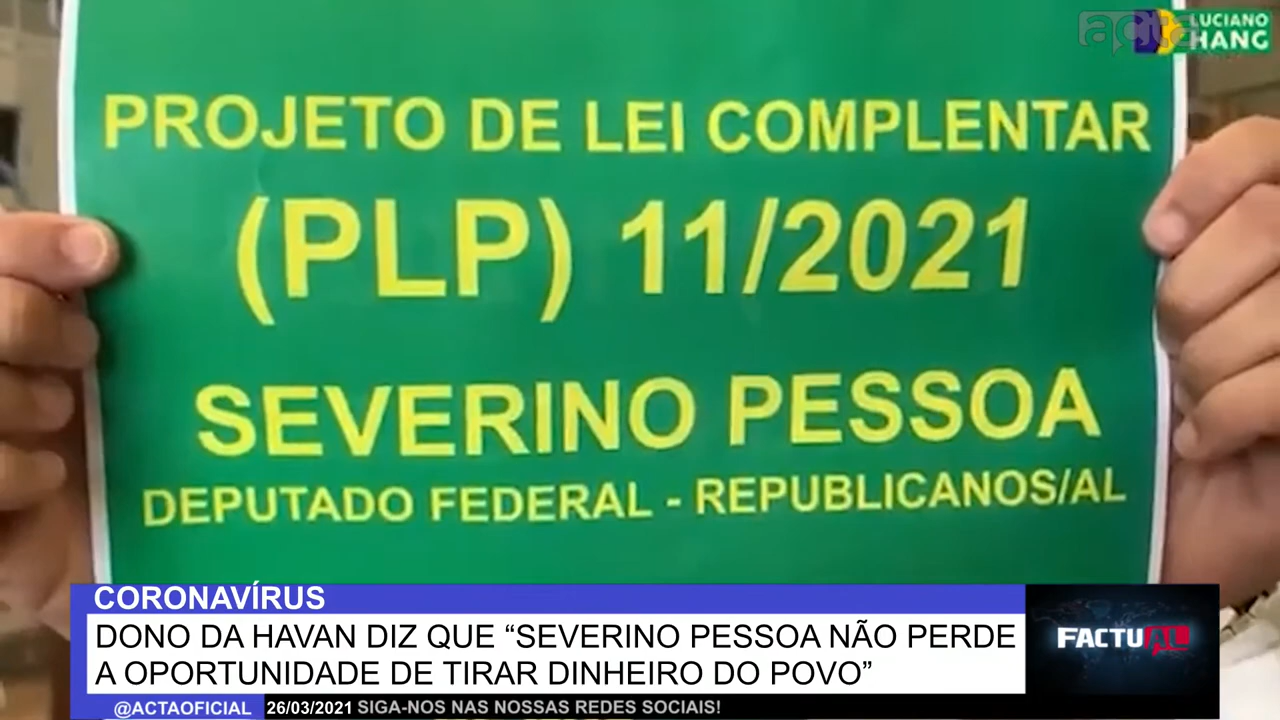 acta
LUCIANO
HANG
PROJETO DE LEI COMPLENTAR
(PLP) 11/2021
SEVERINO PESSOA
DEPUTADO FEDERAL - REPUBLICANOS/AL
CORONAVÍRUS
DONO DA HAVAN DIZ QUE “SEVERINO PESSOA NÃO PERDE
A OPORTUNIDADE DE TIRAR DINHEIRO DO POVO”
FACTUAL
@ACTAOFICIAL 26/03/2021 SIGA-NOS NAS NOSSAS REDES SOCIAIS!